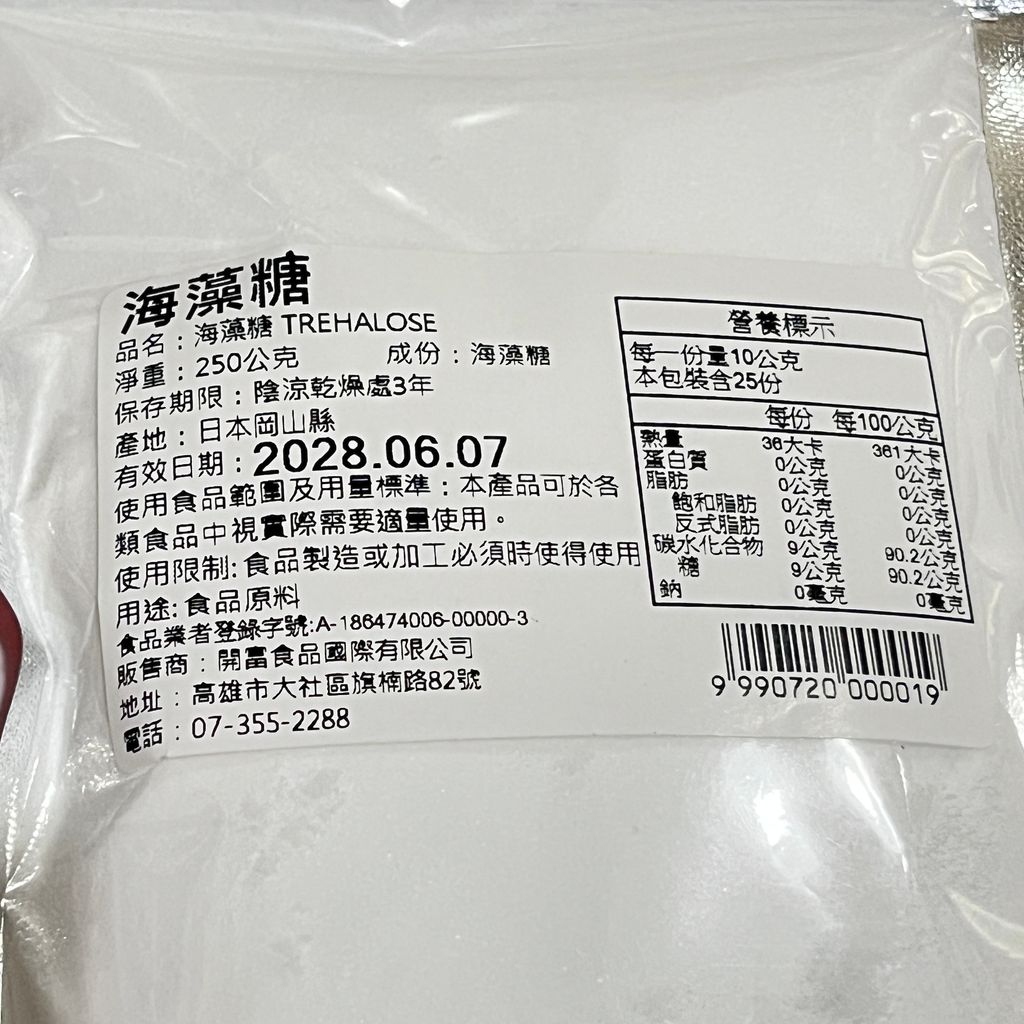 海藻糖
品名：海藻糖 TREHALOSE
淨重：250公克 成份：海藻糖
保存期限：陰涼乾燥處3年
產地：日本岡山縣
有效日期：2028.06.07
使用食品範圍及用量標準：本產品可於各
類食品中視實際需要適量使用。
使用限制:食品製造或加工必須時使得使用
用途:食品原料
食品業者登錄字號:A-186474006-00000-3
販售商：開富食品國際有限公司
地址：高雄市大社區旗楠路82號
電話：07-355-2288
營養標示
每一份量10公克
本包裝含25份
每份 每100公克
熱量 36大卡 361大卡
蛋白質 0公克 0公克
脂肪 0公克 0公克
飽和脂肪 0公克 0公克
反式脂肪 0公克 0公克
碳水化合物 9公克 90.2公克
糖 9公克 90.2公克
鈉 0毫克 0毫克
9 990720 000019